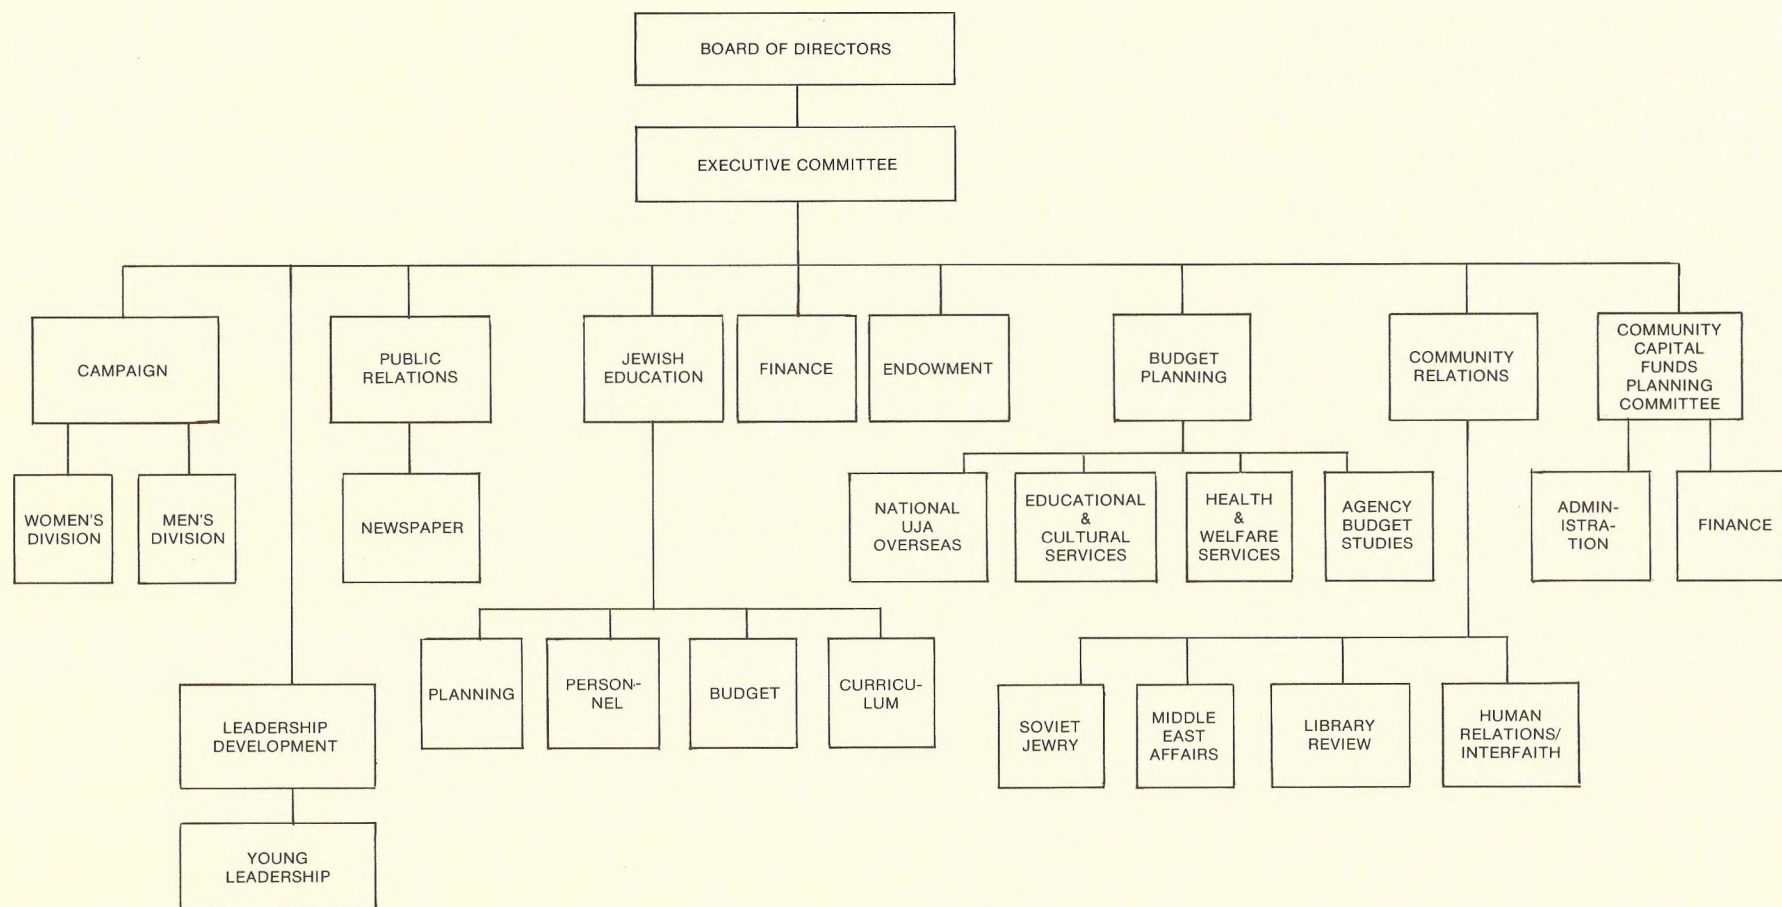 BOARD OF DIRECTORS
EXECUTIVE COMMITTEE
CAMPAIGN
PUBLIC
RELATIONS
JEWISH
EDUCATION
FINANCE
ENDOWMENT
BUDGET
PLANNING
COMMUNITY
RELATIONS
COMMUNITY
CAPITAL
FUNDS
PLANNING
COMMITTEE
WOMEN'S
DIVISION
MEN'S
DIVISION
NEWSPAPER
NATIONAL
UJA
OVERSEAS
EDUCATIONAL
&
CULTURAL
SERVICES
HEALTH
&
WELFARE
SERVICES
AGENCY
BUDGET
STUDIES
ADMIN-
ISTRA-
TION
FINANCE
PLANNING
PERSON-
NEL
BUDGET
CURRICU-
LUM
LEADERSHIP
DEVELOPMENT
SOVIET
JEWRY
MIDDLE
EAST
AFFAIRS
LIBRARY
REVIEW
HUMAN
RELATIONS/
INTERFAITH
YOUNG
LEADERSHIP